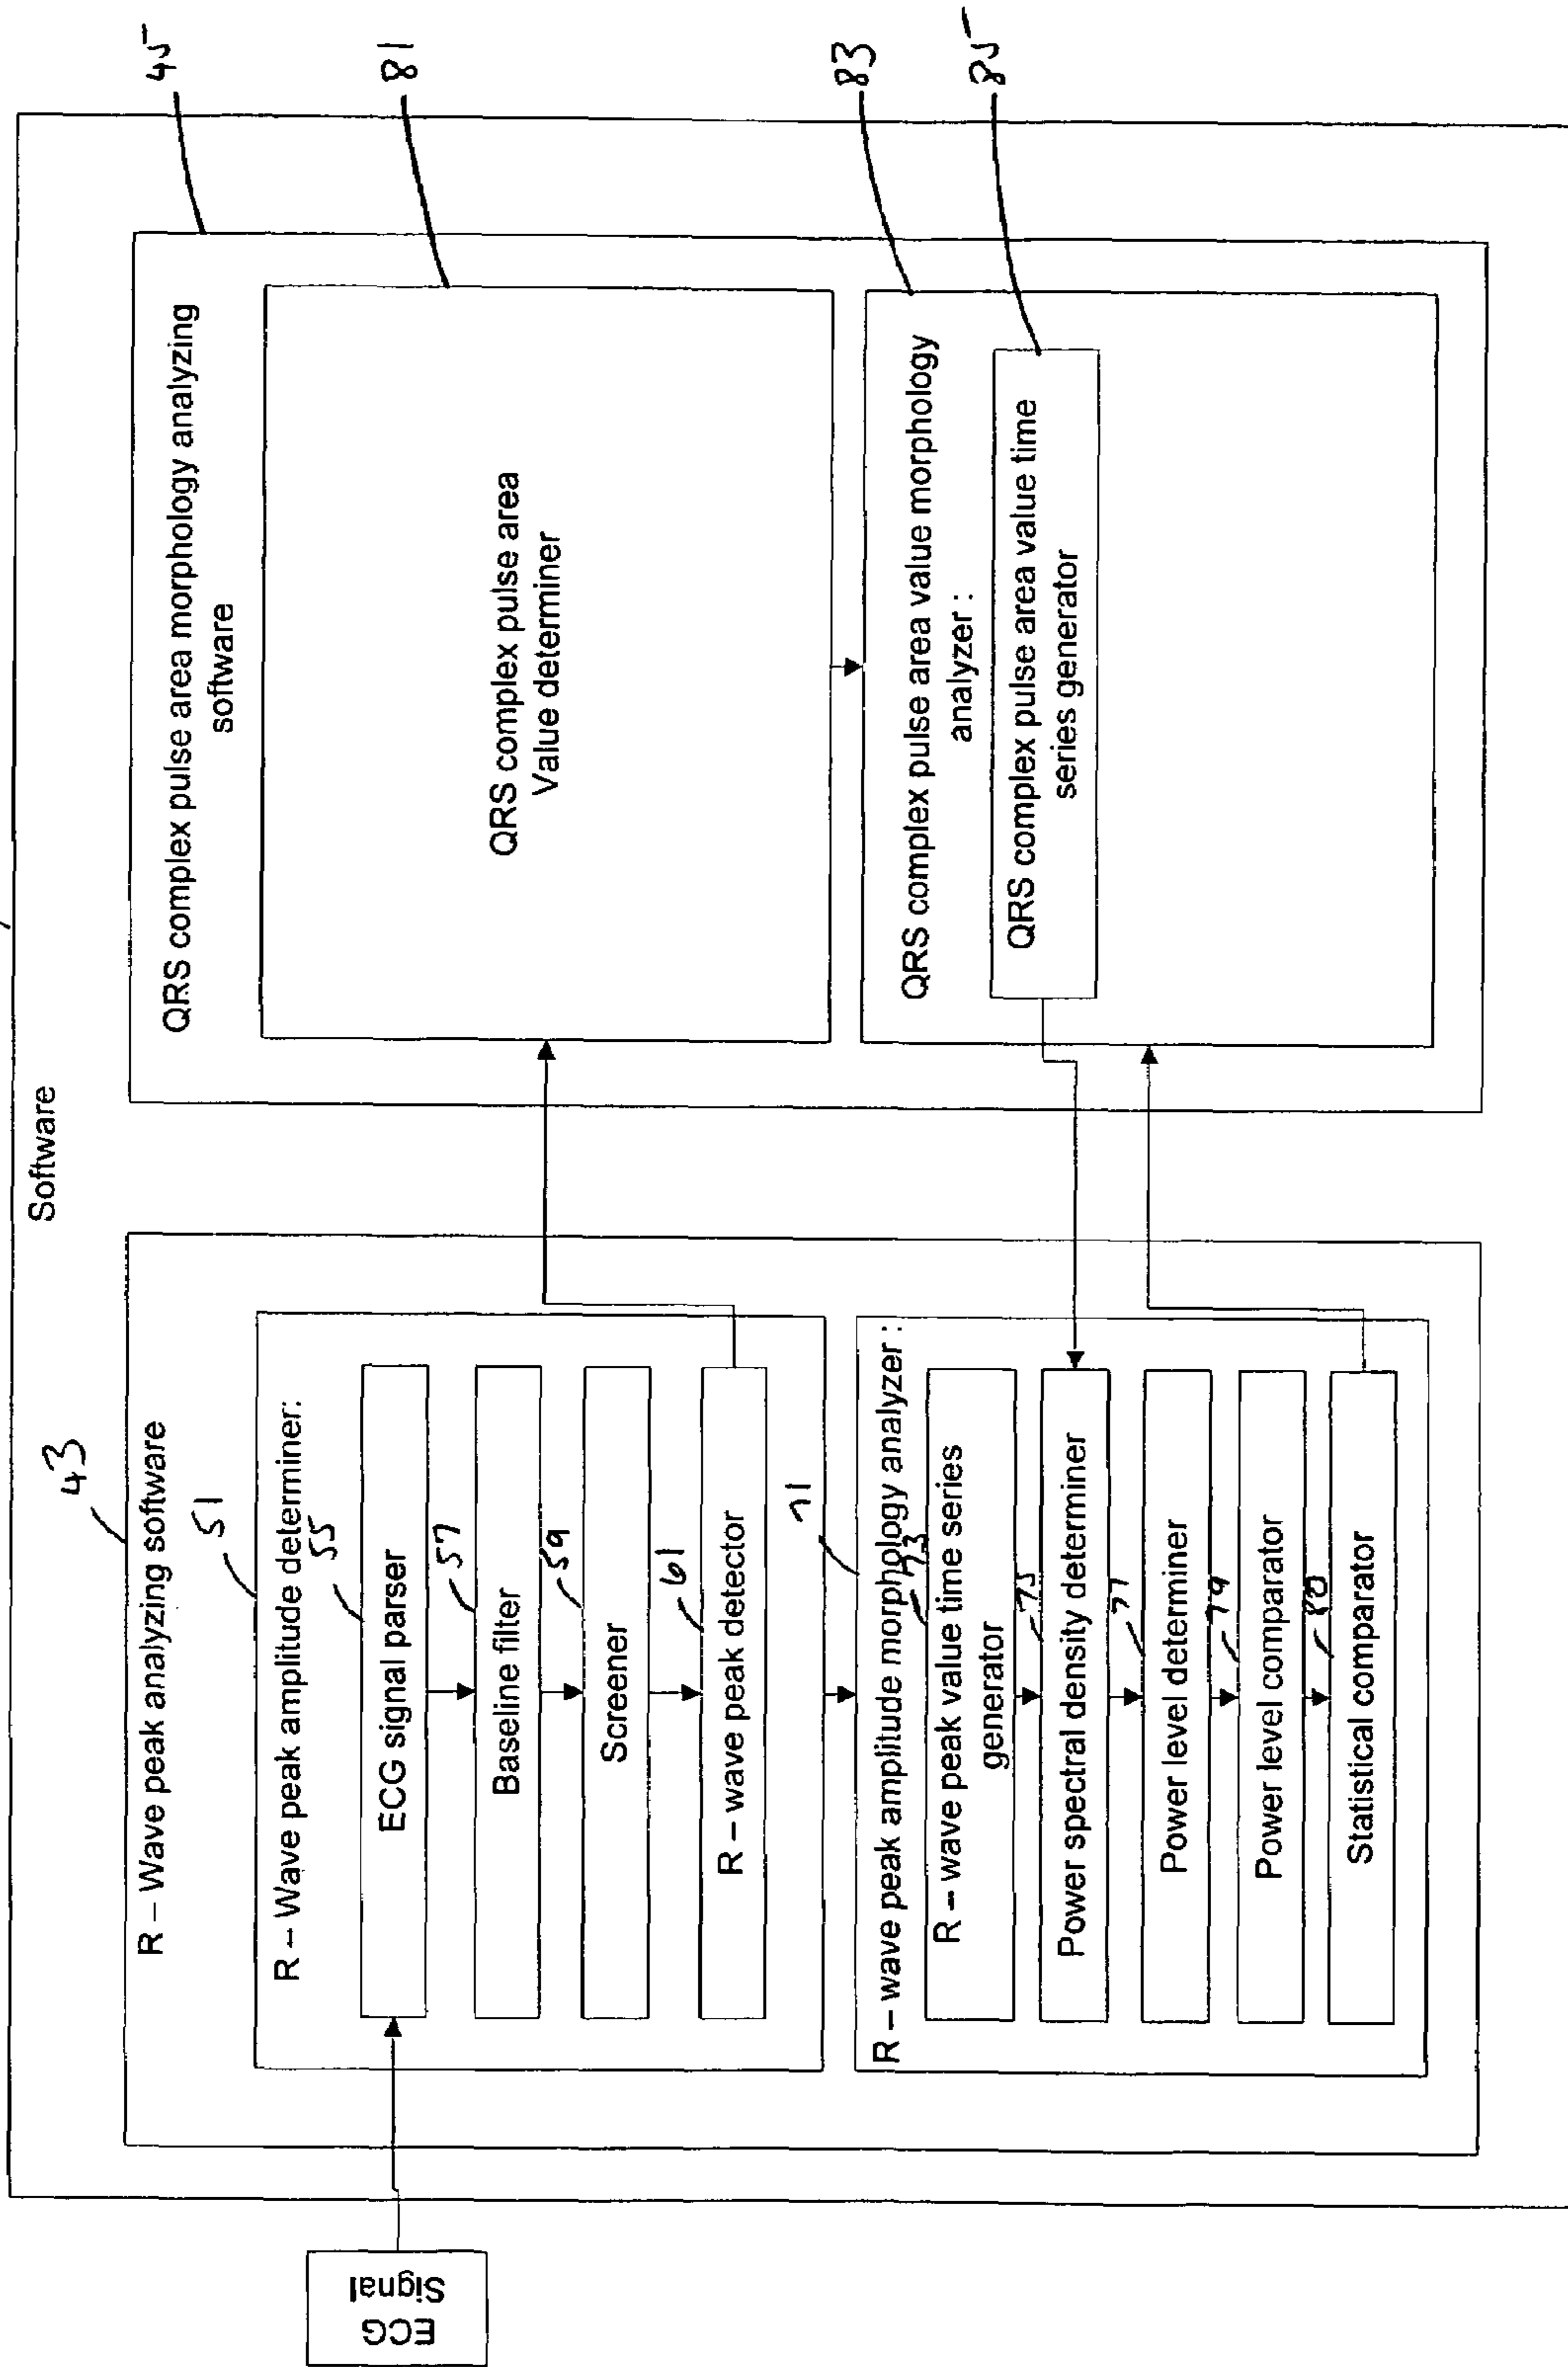 Software
43
R – Wave peak analyzing software
51
R – Wave peak amplitude determiner:
55
ECG signal parser
57
Baseline filter
59
Screener
61
R – wave peak detector
71
R – wave peak amplitude morphology analyzer :
73
R – wave peak value time series
generator
75
Power spectral density determiner
77
Power level determiner
79
Power level comparator
80
Statistical comparator
ECG
Signal
45
QRS complex pulse area morphology analyzing
software
81
QRS complex pulse area
Value determiner
83
QRS complex pulse area value morphology
analyzer :
85
QRS complex pulse area value time
series generator